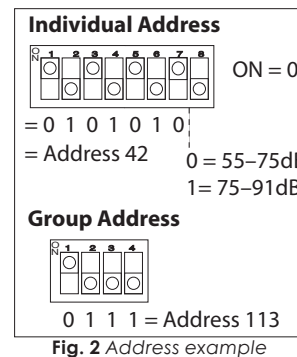 Individual Address
ON 1 2 3 4 5 6 7 8
ON = 0
= 0 1 0 1 0 1 0
= Address 42
0 = 55–75dB
1= 75–91dB
Group Address
ON 1 2 3 4
0 1 1 1 = Address 113
Fig. 2 Address example